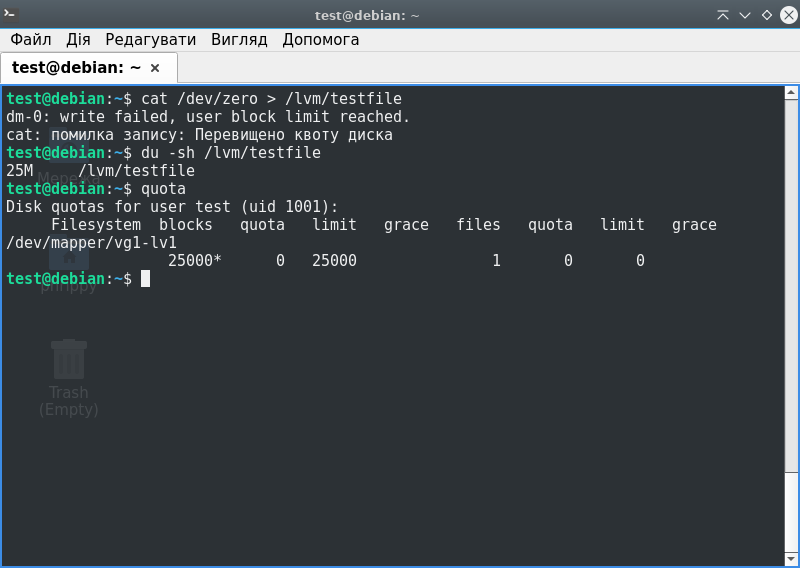 test@debian: ~
Файл Дія Редагувати Вигляд Допомога
test@debian: ~ ×
test@debian:~$ cat /dev/zero > /lvm/testfile
dm-0: write failed, user block limit reached.
cat: помилка запису: Перевищено квоту диска
test@debian:~$ du -sh /lvm/testfile
25M     /lvm/testfile
Мережа
test@debian:~$ quota
Disk quotas for user test (uid 1001):
     Filesystem  blocks   quota   limit   grace   files   quota   limit   grace
/dev/mapper/vg1-lv1
                  25000*      0   25000               1       0       0
test@debian:~$
Trash
(Empty)